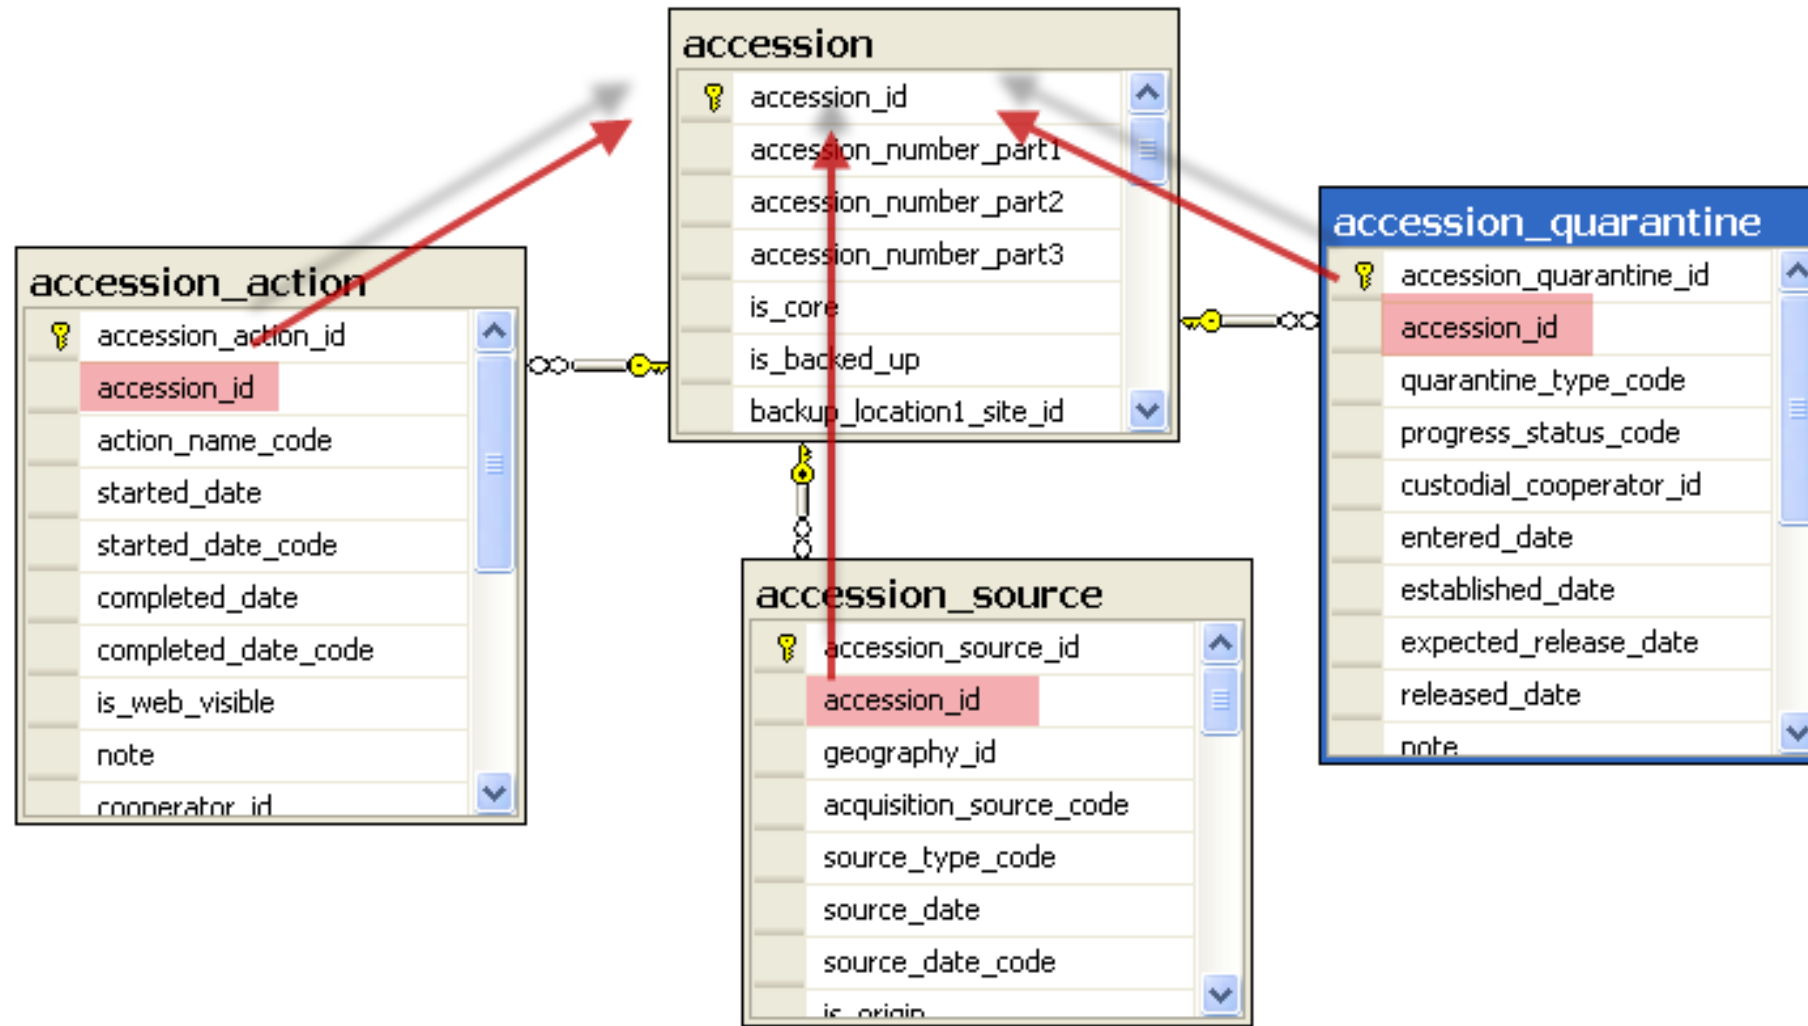 accession
accession_id
accession_number_part1
accession_number_part2
accession_number_part3
is_core
is_backed_up
backup_location1_site_id
accession_action
accession_action_id
accession_id
action_name_code
started_date
started_date_code
completed_date
completed_date_code
is_web_visible
note
cooperator_id
accession_source
accession_source_id
accession_id
geography_id
acquisition_source_code
source_type_code
source_date
source_date_code
is_origin
accession_quarantine
accession_quarantine_id
accession_id
quarantine_type_code
progress_status_code
custodial_cooperator_id
entered_date
established_date
expected_release_date
released_date
note